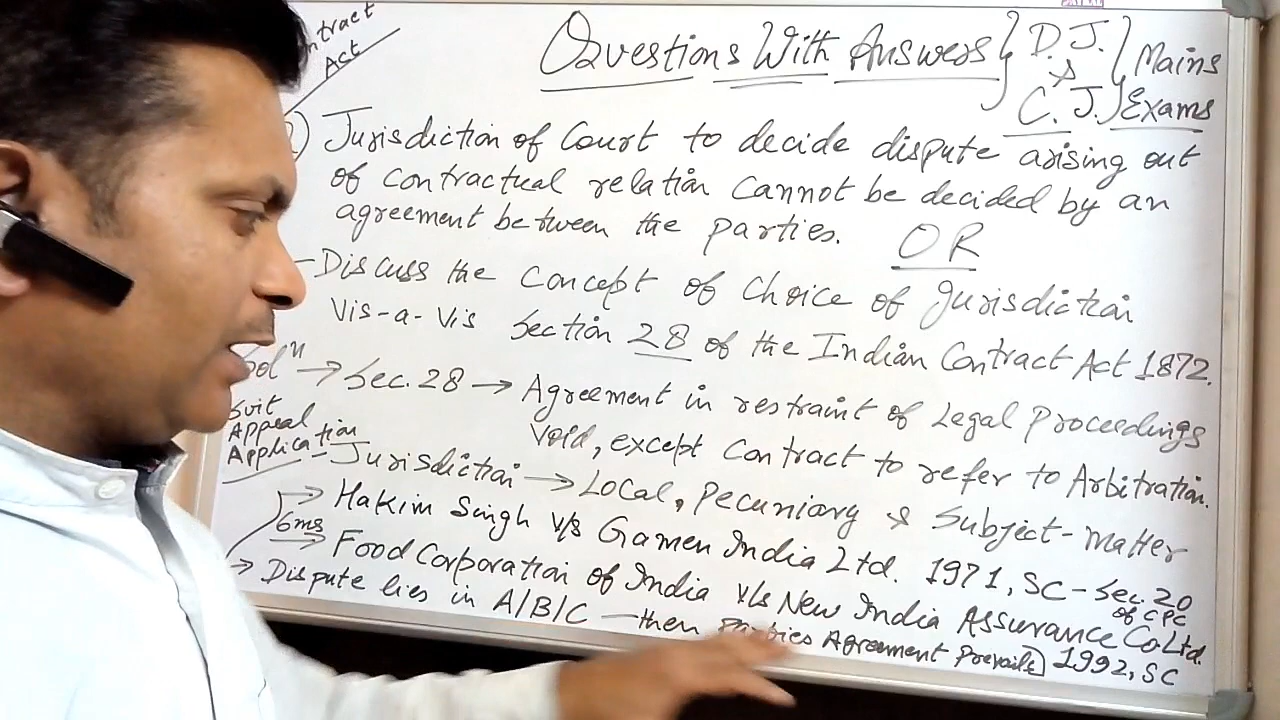 ntract
Act
Questions With Answers } D.J. & C.J. } Mains Exams
) Jurisdiction of Court to decide dispute arising out
of contractual relation cannot be decided by an
agreement between the parties. OR
- Discuss the concept of Choice of Jurisdiction
Vis-a-Vis Section 28 of the Indian Contract Act 1872.
Solⁿ → Sec. 28 → Agreement in restraint of Legal Proceedings
Void, except Contract to refer to Arbitration.
Suit
Appeal
Application
- Jurisdiction → Local, Pecuniary & Subject-matter
→ Hakim Singh v/s Gamen India Ltd. 1971, SC - Sec. 20 of CPC
6ms
→ Food Corporation of India v/s New India Assurance Co Ltd. 1992, SC
→ Dispute lies in A/B/C - then Parties Agreement Prevails